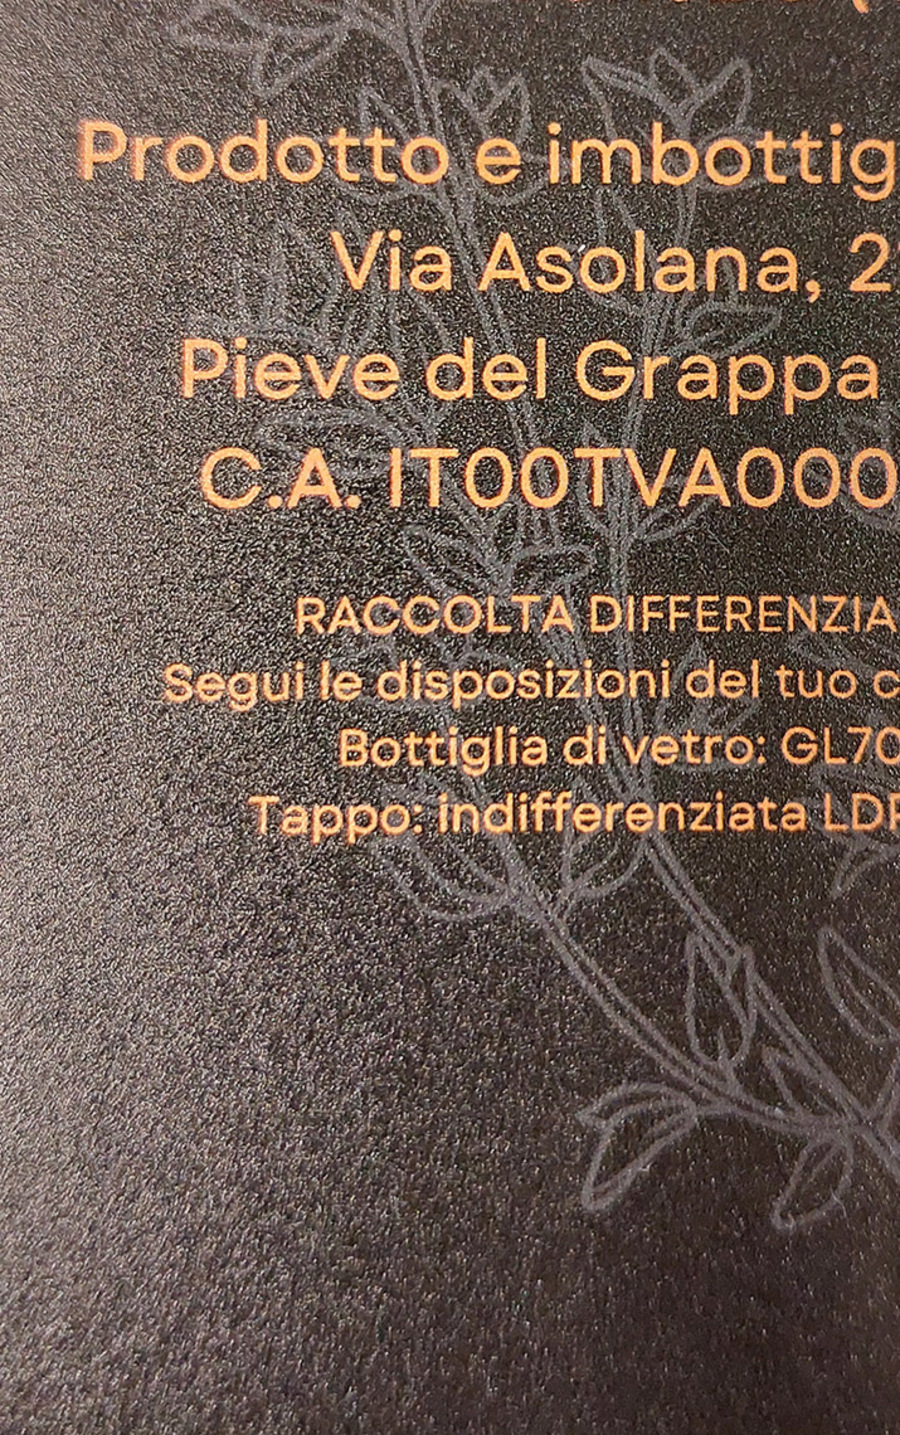 Prodotto e imbottig
Via Asolana, 2
Pieve del Grappa
C.A. IT00TVA000
RACCOLTA DIFFERENZIA
Segui le disposizioni del tuo c
Bottiglia di vetro: GL70
Tappo: indifferenziata LDP